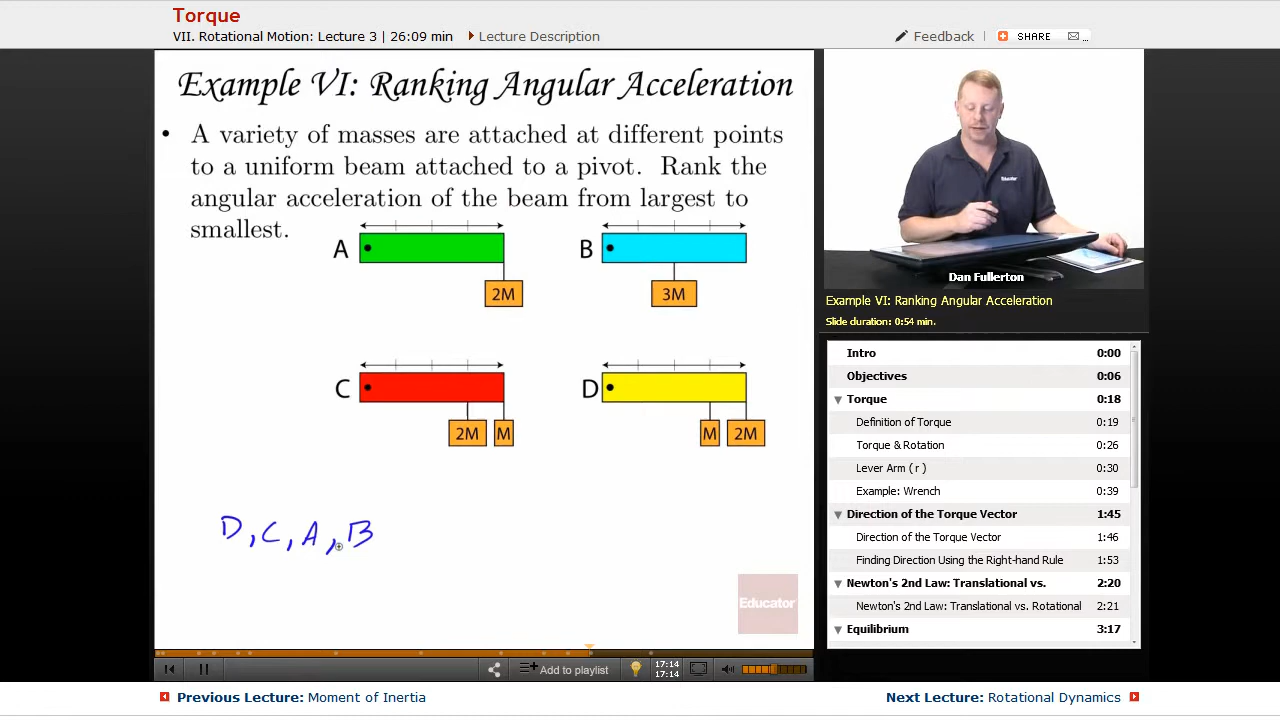 Torque
VII. Rotational Motion: Lecture 3 | 26:09 min
Lecture Description
Feedback
SHARE
Example VI: Ranking Angular Acceleration
• A variety of masses are attached at different points
to a uniform beam attached to a pivot. Rank the
angular acceleration of the beam from largest to
smallest.
A
2M
B
3M
C
2M
M
D
M
2M
D, C, A, B
Educator
Educator
Dan Fullerton
Example VI: Ranking Angular Acceleration
Slide duration: 0:54 min.
Intro 0:00
Objectives 0:06
Torque 0:18
Definition of Torque 0:19
Torque & Rotation 0:26
Lever Arm ( r ) 0:30
Example: Wrench 0:39
Direction of the Torque Vector 1:45
Direction of the Torque Vector 1:46
Finding Direction Using the Right-hand Rule 1:53
Newton's 2nd Law: Translational vs. 2:20
Newton's 2nd Law: Translational vs. Rotational 2:21
Equilibrium 3:17
Add to playlist
17:14
17:14
Previous Lecture: Moment of Inertia
Next Lecture: Rotational Dynamics